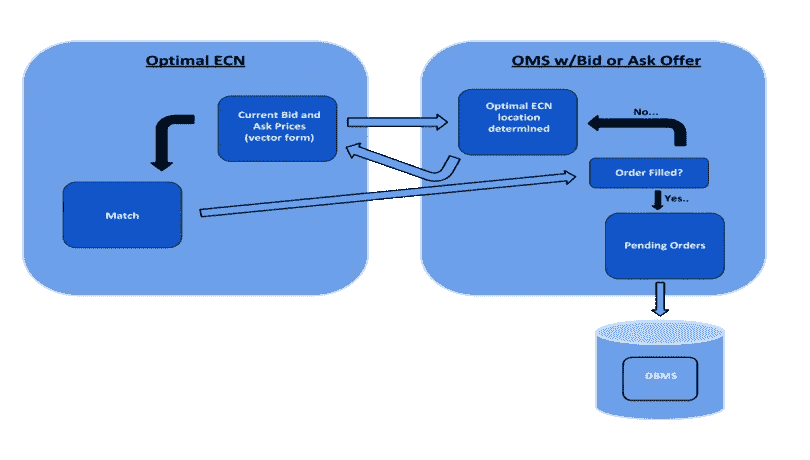 Optimal ECN
OMS w/Bid or Ask Offer
Current Bid and
Ask Prices
(vector form)
Optimal ECN
location
determined
No...
Order Filled?
Match
Yes..
Pending Orders
DBMS